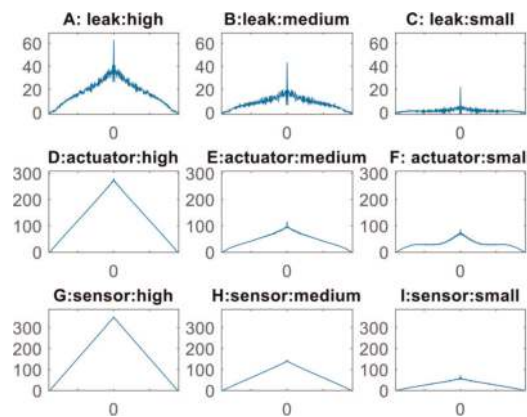 A: leak:high B:leak:medium C: leak:small
60 60 60
40 40 40
20 20 20
0 0 0
0 0 0
D:actuator:high E:actuator:medium F: actuator:smal
300 300 300
200 200 200
100 100 100
0 0 0
0 0 0
G:sensor:high H:sensor:medium I:sensor:small
300 300 300
200 200 200
100 100 100
0 0 0
0 0 0